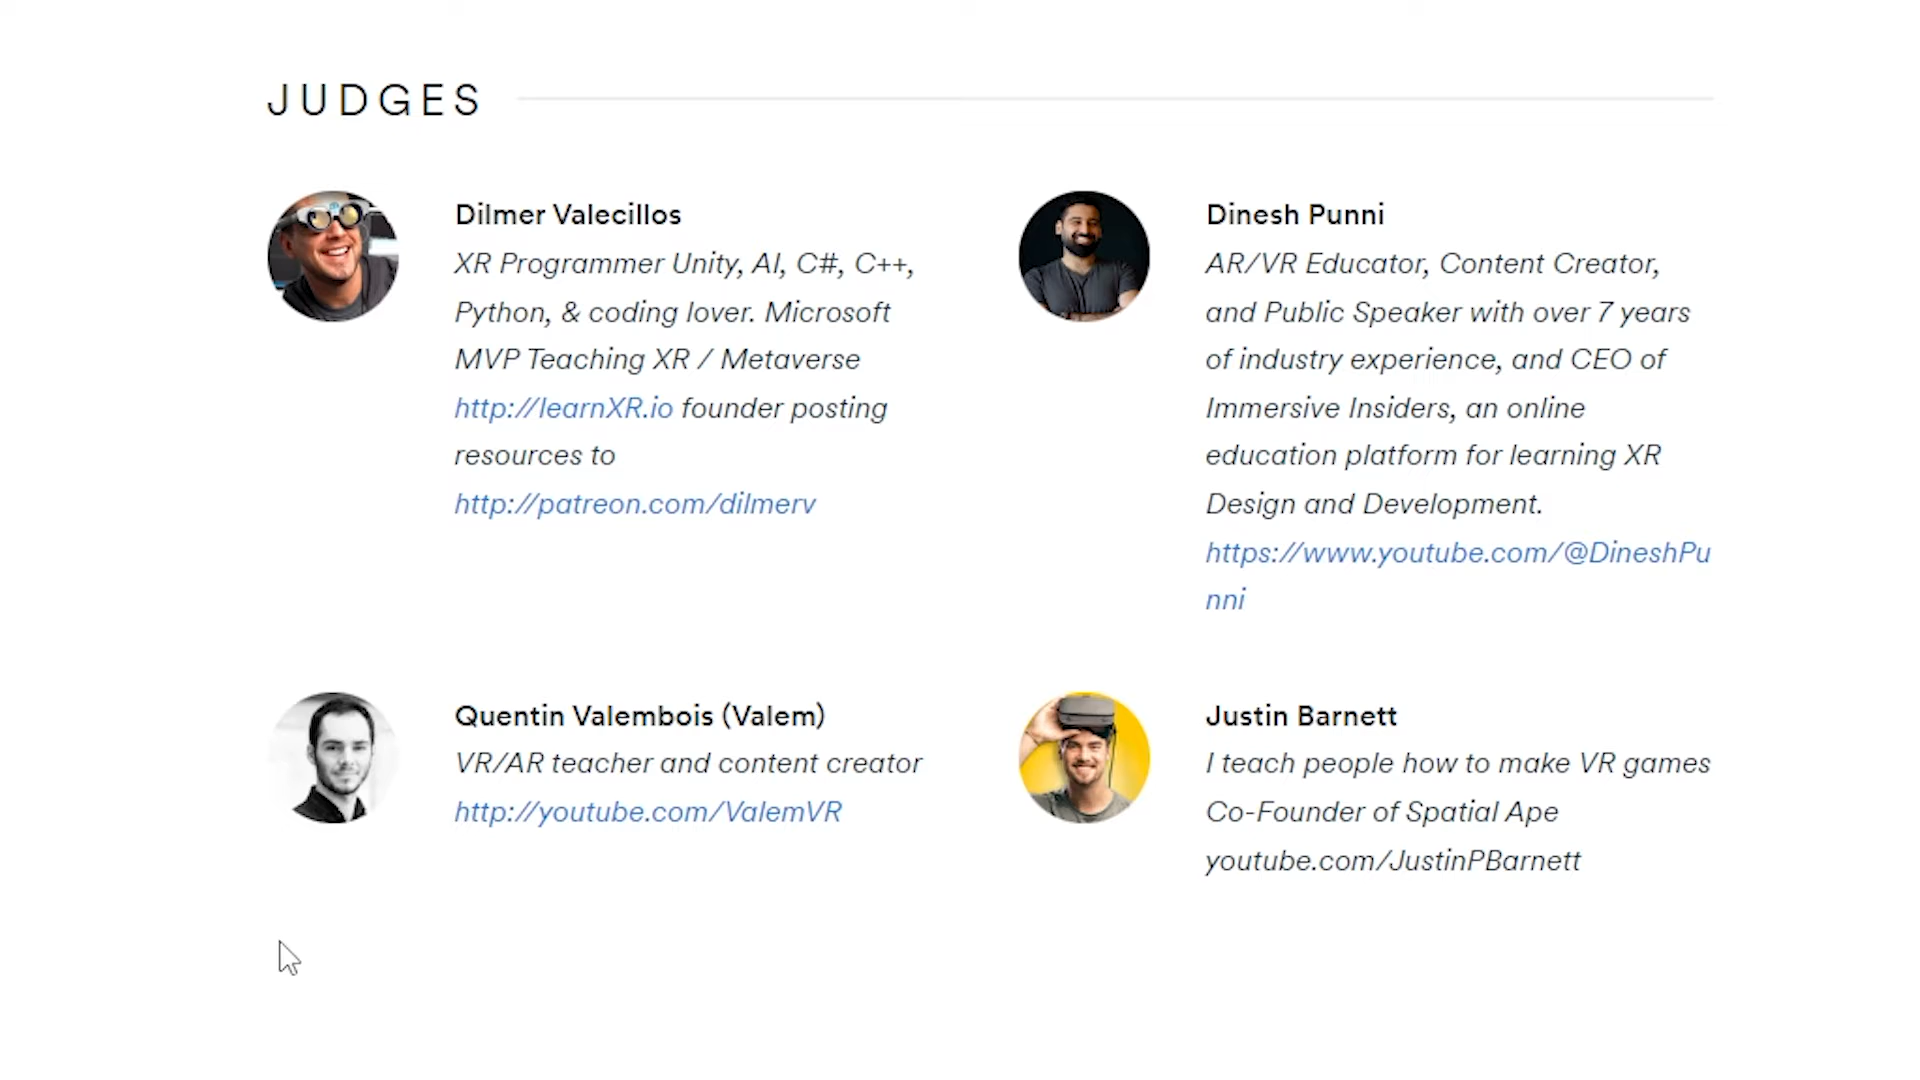 JUDGES
Dilmer Valecillos
XR Programmer Unity, AI, C#, C++,
Python, & coding lover. Microsoft
MVP Teaching XR / Metaverse
http://learnXR.io founder posting
resources to
http://patreon.com/dilmerv
Dinesh Punni
AR/VR Educator, Content Creator,
and Public Speaker with over 7 years
of industry experience, and CEO of
Immersive Insiders, an online
education platform for learning XR
Design and Development.
https://www.youtube.com/@DineshPu
nni
Quentin Valembois (Valem)
VR/AR teacher and content creator
http://youtube.com/ValemVR
Justin Barnett
I teach people how to make VR games
Co-Founder of Spatial Ape
youtube.com/JustinPBarnett